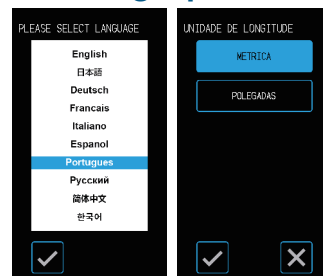 PLEASE SELECT LANGUAGE
English
日本語
Deutsch
Francais
Italiano
Espanol
Portugues
Русский
简体中文
한국어
UNIDADE DE LONGITUDE
METRICA
POLEGADAS